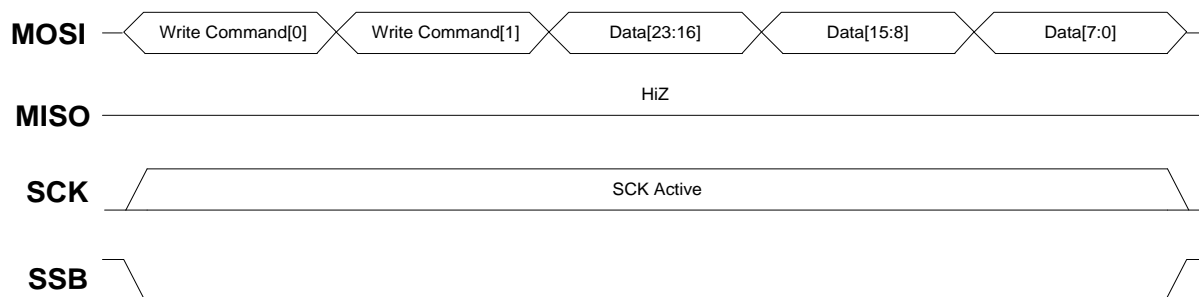 MOSI Write Command[0] Write Command[1] Data[23:16] Data[15:8] Data[7:0]
HiZ
MISO
SCK SCK Active
SSB